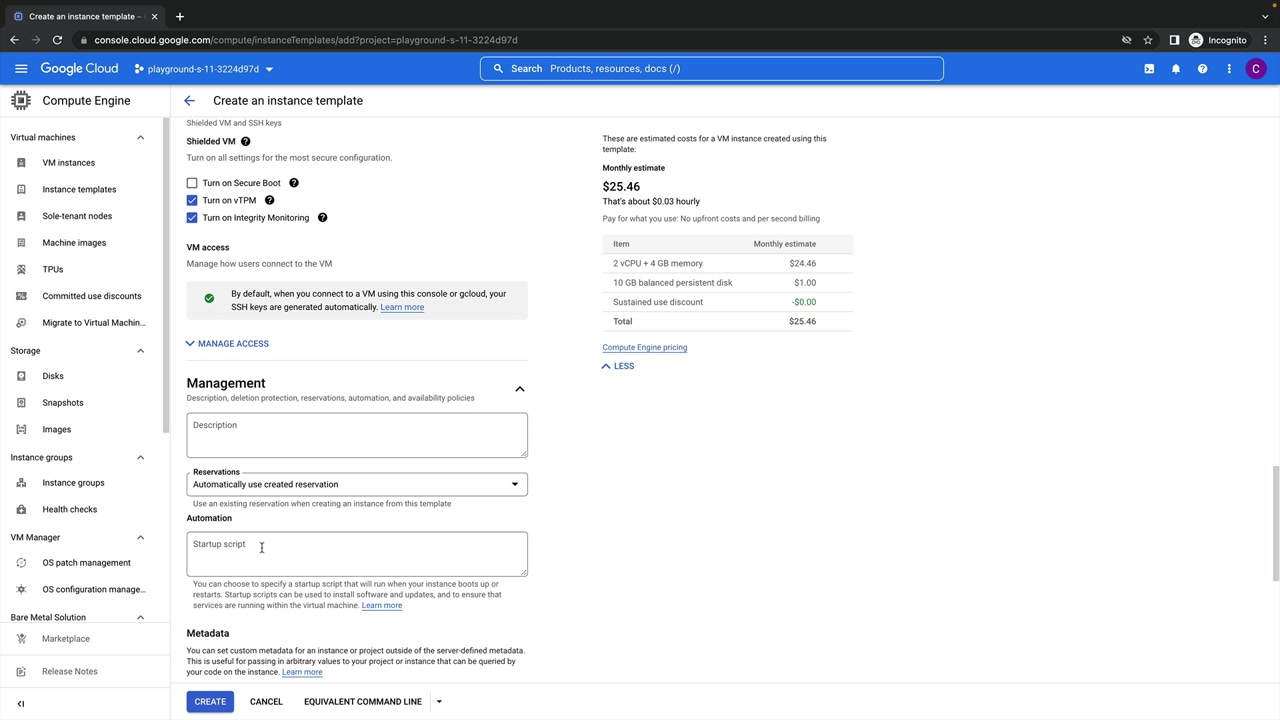 Create an instance template –
console.cloud.google.com/compute/instanceTemplates/add?project=playground-s-11-3224d97d
Incognito
Google Cloud
playground-s-11-3224d97d
Search Products, resources, docs (/)
C
Compute Engine
Create an instance template
Virtual machines
VM instances
Instance templates
Sole-tenant nodes
Machine images
TPUs
Committed use discounts
Migrate to Virtual Machin...
Storage
Disks
Snapshots
Images
Instance groups
Instance groups
Health checks
VM Manager
OS patch management
OS configuration manage...
Bare Metal Solution
Marketplace
Release Notes
Shielded VM and SSH keys
Shielded VM
Turn on all settings for the most secure configuration.
Turn on Secure Boot
Turn on vTPM
Turn on Integrity Monitoring
VM access
Manage how users connect to the VM
By default, when you connect to a VM using this console or gcloud, your
SSH keys are generated automatically. Learn more
MANAGE ACCESS
Management
Description, deletion protection, reservations, automation, and availability policies
Description
Reservations
Automatically use created reservation
Use an existing reservation when creating an instance from this template
Automation
Startup script
You can choose to specify a startup script that will run when your instance boots up or
restarts. Startup scripts can be used to install software and updates, and to ensure that
services are running within the virtual machine. Learn more
Metadata
You can set custom metadata for an instance or project outside of the server-defined metadata.
This is useful for passing in arbitrary values to your project or instance that can be queried by
your code on the instance. Learn more
CREATE CANCEL EQUIVALENT COMMAND LINE
These are estimated costs for a VM instance created using this
template:
Monthly estimate
$25.46
That's about $0.03 hourly
Pay for what you use: No upfront costs and per second billing
Item Monthly estimate
2 vCPU + 4 GB memory $24.46
10 GB balanced persistent disk $1.00
Sustained use discount -$0.00
Total $25.46
Compute Engine pricing
LESS